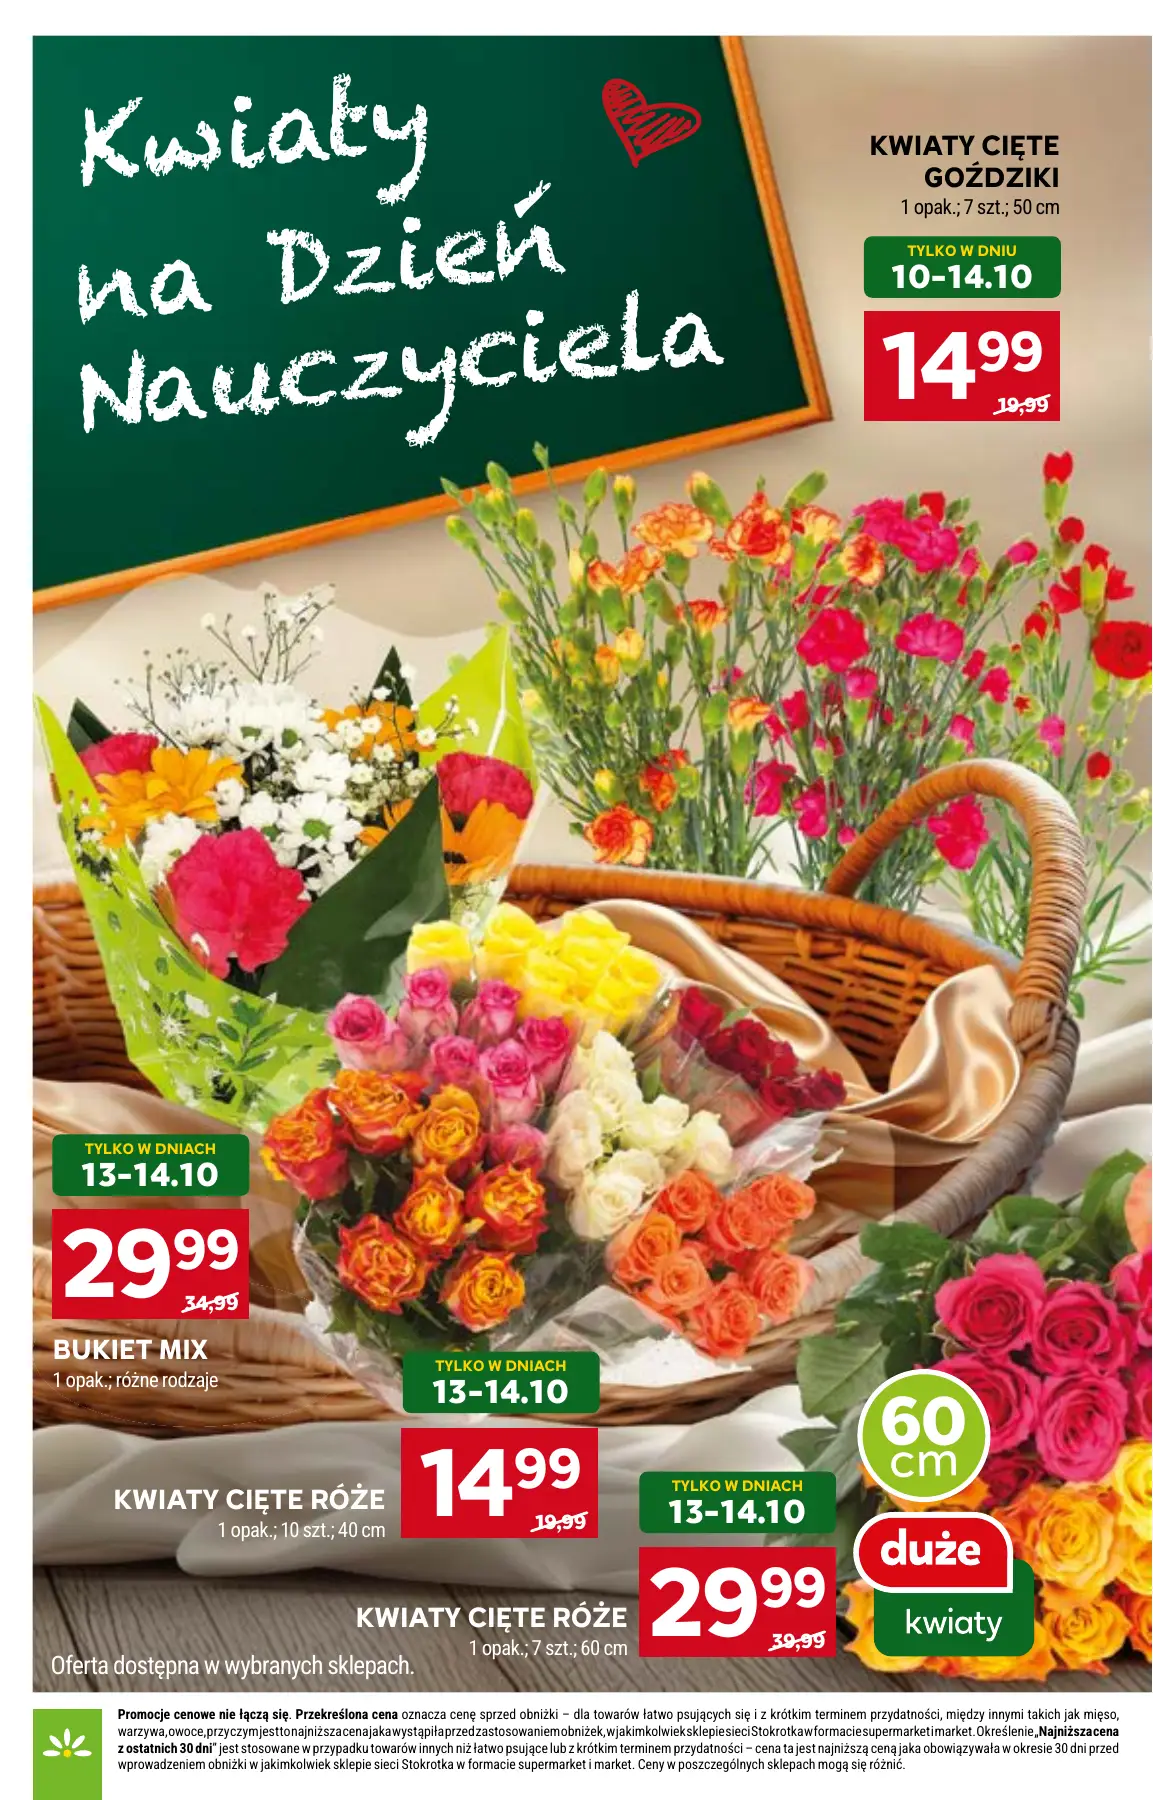 Kwiaty
na Dzień
Nauczyciela
KWIATY CIĘTE
GOŹDZIKI
1 opak.; 7 szt.; 50 cm
TYLKO W DNIU
10-14.10
14 99
19,99
TYLKO W DNIACH
13-14.10
29 99
34,99
BUKIET MIX
1 opak.; różne rodzaje
TYLKO W DNIACH
13-14.10
14 99
19,99
KWIATY CIĘTE RÓŻE
1 opak.; 10 szt.; 40 cm
TYLKO W DNIACH
13-14.10
29 99
39,99
KWIATY CIĘTE RÓŻE
1 opak.; 7 szt.; 60 cm
60
cm
duże
kwiaty
Oferta dostępna w wybranych sklepach.
Promocje cenowe nie łączą się. Przekreślona cena oznacza cenę sprzed obniżki – dla towarów łatwo psujących się i z krótkim terminem przydatności, między innymi takich jak mięso,
warzywa, owoce, przy czym jest to najniższa cena jaka wystąpiła przed zastosowaniem obniżek, w jakimkolwiek sklepie sieci Stokrotka w formacie supermarket i market. Określenie „Najniższa cena
z ostatnich 30 dni” jest stosowane w przypadku towarów innych niż łatwo psujące lub z krótkim terminem przydatności – cena ta jest najniższą ceną jaka obowiązywała w okresie 30 dni przed
wprowadzeniem obniżki w jakimkolwiek sklepie sieci Stokrotka w formacie supermarket i market. Ceny w poszczególnych sklepach mogą się różnić.